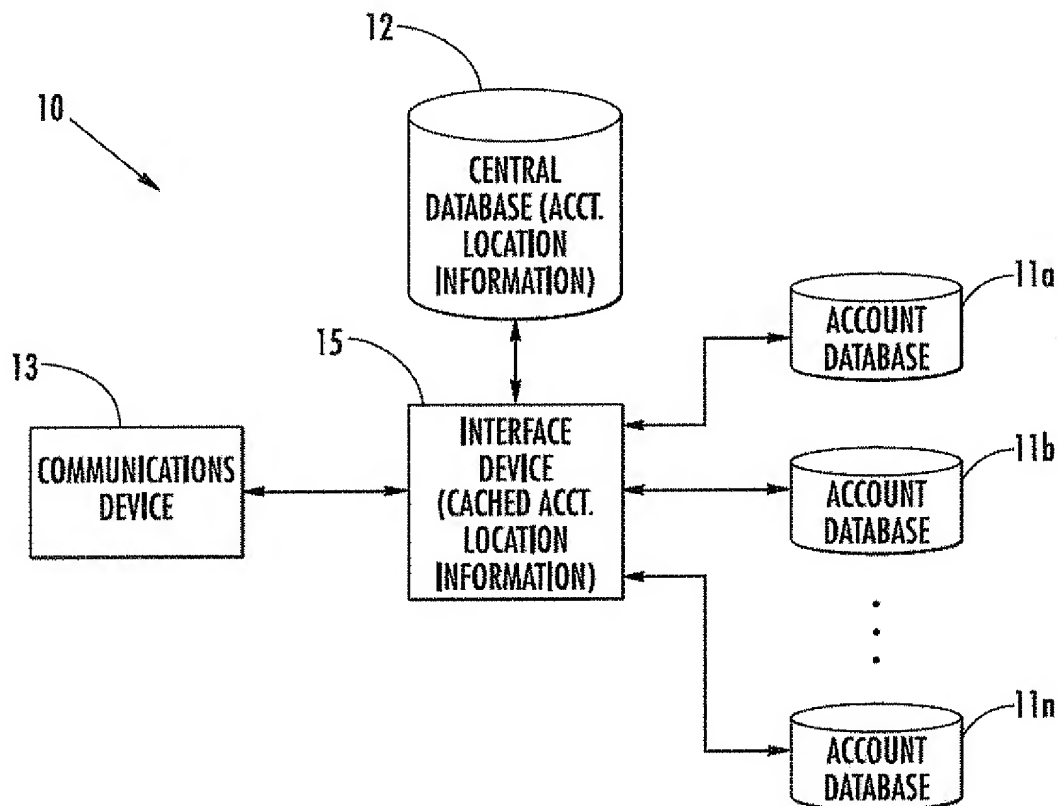 12
10
CENTRAL
DATABASE (ACCT.
LOCATION
INFORMATION)
11a
ACCOUNT
DATABASE
15
13
INTERFACE
DEVICE
(CACHED ACCT.
LOCATION
INFORMATION)
COMMUNICATIONS
DEVICE
11b
ACCOUNT
DATABASE
11n
ACCOUNT
DATABASE